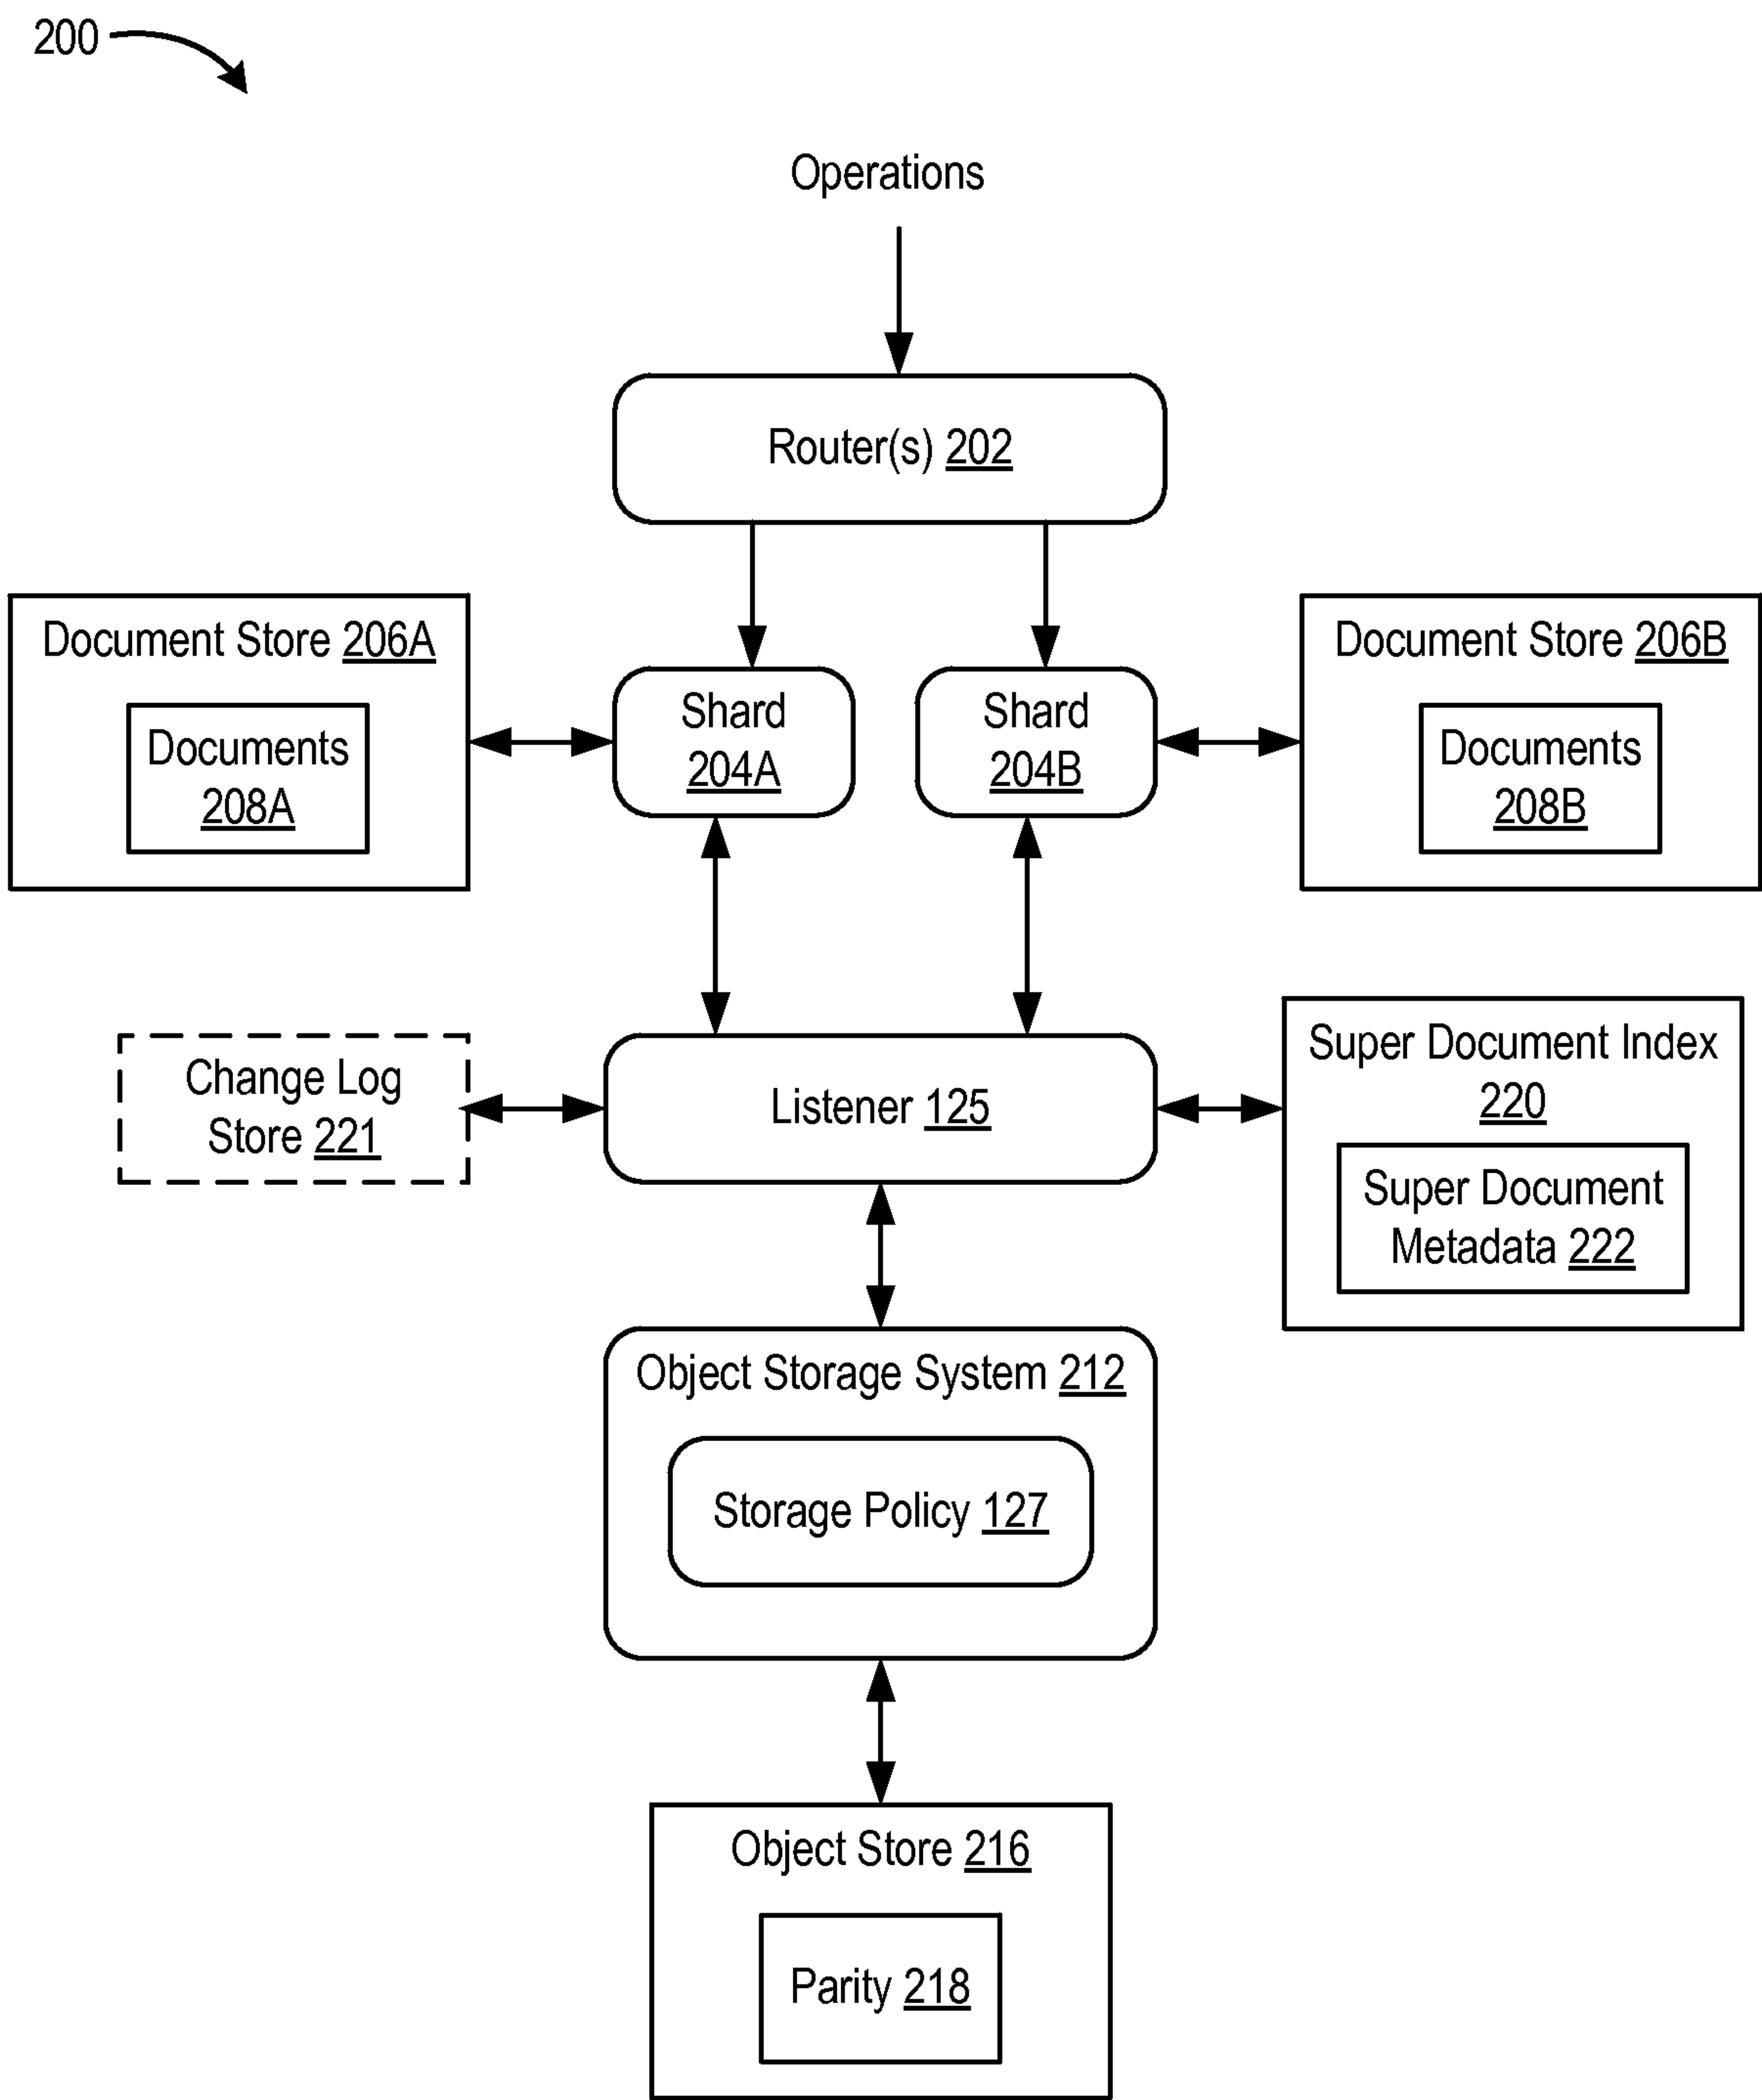 200
Operations
Router(s) 202
Document Store 206A
Documents
208A
Shard
204A
Shard
204B
Document Store 206B
Documents
208B
Change Log
Store 221
Listener 125
Super Document Index
220
Super Document
Metadata 222
Object Storage System 212
Storage Policy 127
Object Store 216
Parity 218